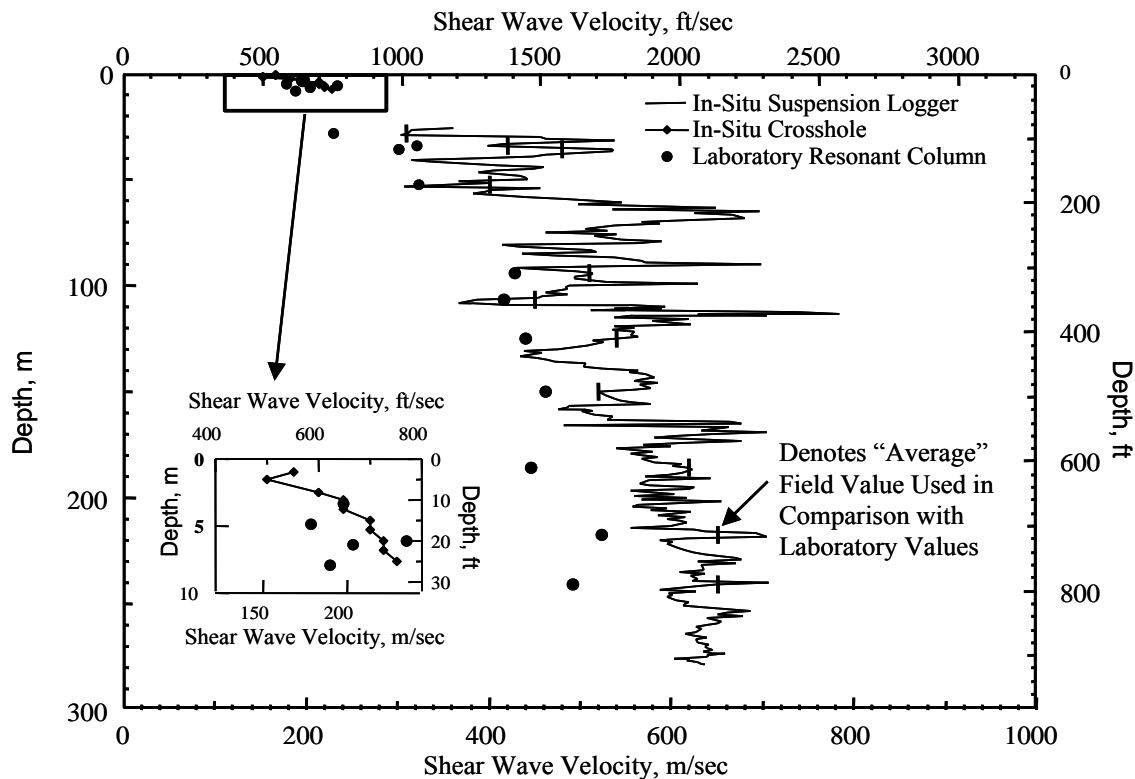 Shear Wave Velocity, ft/sec
0 500 1000 1500 2000 2500 3000
0 0
In-Situ Suspension Logger
In-Situ Crosshole
Laboratory Resonant Column
200
100
400
Depth, m
Depth, ft
Shear Wave Velocity, ft/sec
400 600 800
0 0
Depth, m
10
5
20
Depth, ft
30
10
150 200
Shear Wave Velocity, m/sec
Denotes “Average”
Field Value Used in
Comparison with
Laboratory Values
600
200
800
300
0 200 400 600 800 1000
Shear Wave Velocity, m/sec